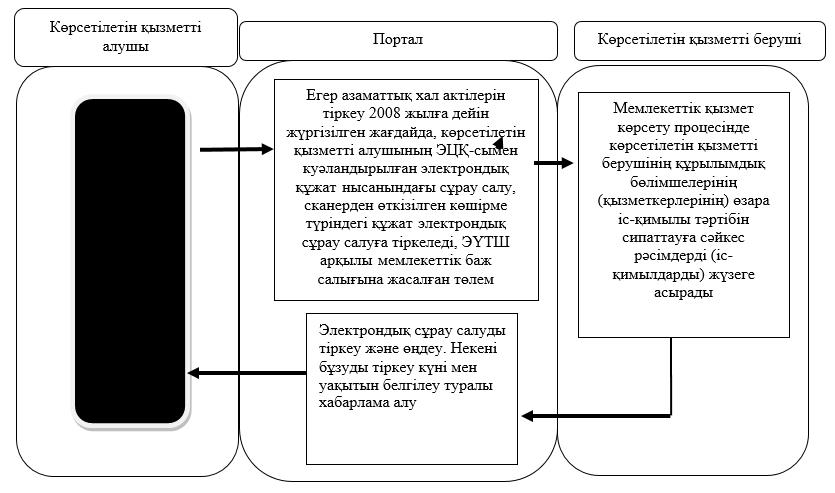 Көрсетілетін қызметті
алушы
Портал
Көрсетілетін қызметті беруші
Егер азаматтық хал актілерін
тіркеу 2008 жылға дейін
жүргізілген жағдайда, көрсетілетін
қызметті алушының ЭЦҚ-сымен
куәландырылған электрондық
құжат нысанындағы сұрау салу,
сканерден өткізілген көшірме
түріндегі құжат электрондық
сұрау салуға тіркеледі, ЭҮТШ
арқылы мемлекеттік баж
салығына жасалған төлем
Мемлекеттік қызмет
көрсету процесінде
көрсетілетін қызметті
берушінің құрылымдық
бөлімшелерінің
(қызметкерлерінің) өзара
іс-қимылы тәртібін
сипаттауға сәйкес
рәсімдерді (іс-
қимылдарды) жүзеге
асырады
Электрондық сұрау салуды
тіркеу және өңдеу. Некені
бұзуды тіркеу күні мен
уақытын белгілеу туралы
хабарлама алу